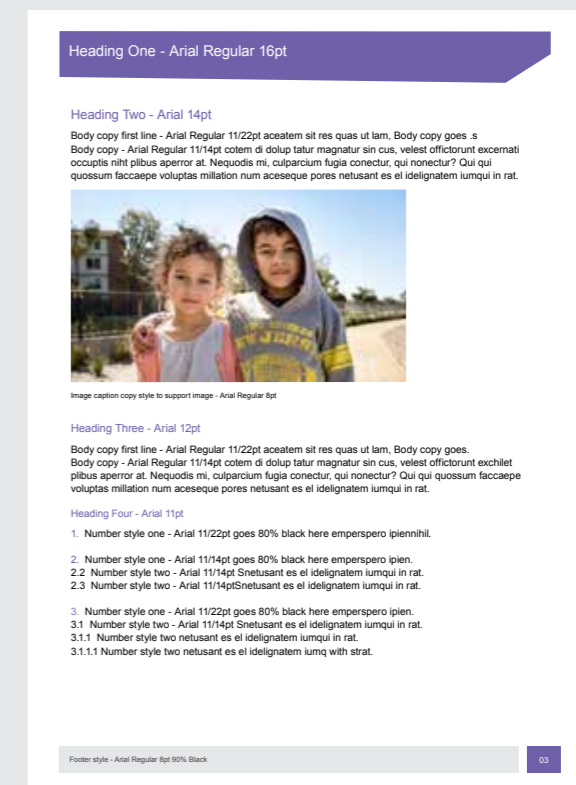 Heading One - Arial Regular 16pt
Heading Two - Arial 14pt
Body copy first line - Arial Regular 11/22pt aceatem sit res quas ut lam, Body copy goes .s
Body copy - Arial Regular 11/14pt cotem di dolup tatur magnatur sin cus, velest offictorunt excernati
occuptis niht plibus aperror at. Nequodis mi, culparcium fugia conectur, qui nonectur? Qui qui
quossum faccaepe voluptas millation num aceseque pores netusant es el idelignatem iumqui in rat.
NEW JERSEY
Image caption copy style to support image - Arial Regular 8pt
Heading Three - Arial 12pt
Body copy first line - Arial Regular 11/22pt aceatem sit res quas ut lam, Body copy goes.
Body copy - Arial Regular 11/14pt cotem di dolup tatur magnatur sin cus, velest offictorunt exchilet
plibus aperror at. Nequodis mi, culparcium fugia conectur, qui nonectur? Qui qui quossum faccaepe
voluptas millation num aceseque pores netusant es el idelignatem iumqui in rat.
Heading Four - Arial 11pt
1. Number style one - Arial 11/22pt goes 80% black here emperspero ipiennihil.
2. Number style one - Arial 11/14pt goes 80% black here emperspero ipien.
2.2 Number style two - Arial 11/14pt Snetusant es el idelignatem iumqui in rat.
2.3 Number style two - Arial 11/14ptSnetusant es el idelignatem iumqui in rat.
3. Number style one - Arial 11/22pt goes 80% black here emperspero ipien.
3.1 Number style two - Arial 11/14pt Snetusant es el idelignatem iumqui in rat.
3.1.1 Number style two netusant es el idelignatem iumqui in rat.
3.1.1.1 Number style two netusant es el idelignatem iumq with strat.
Footer style - Arial Regular 8pt 90% Black
03